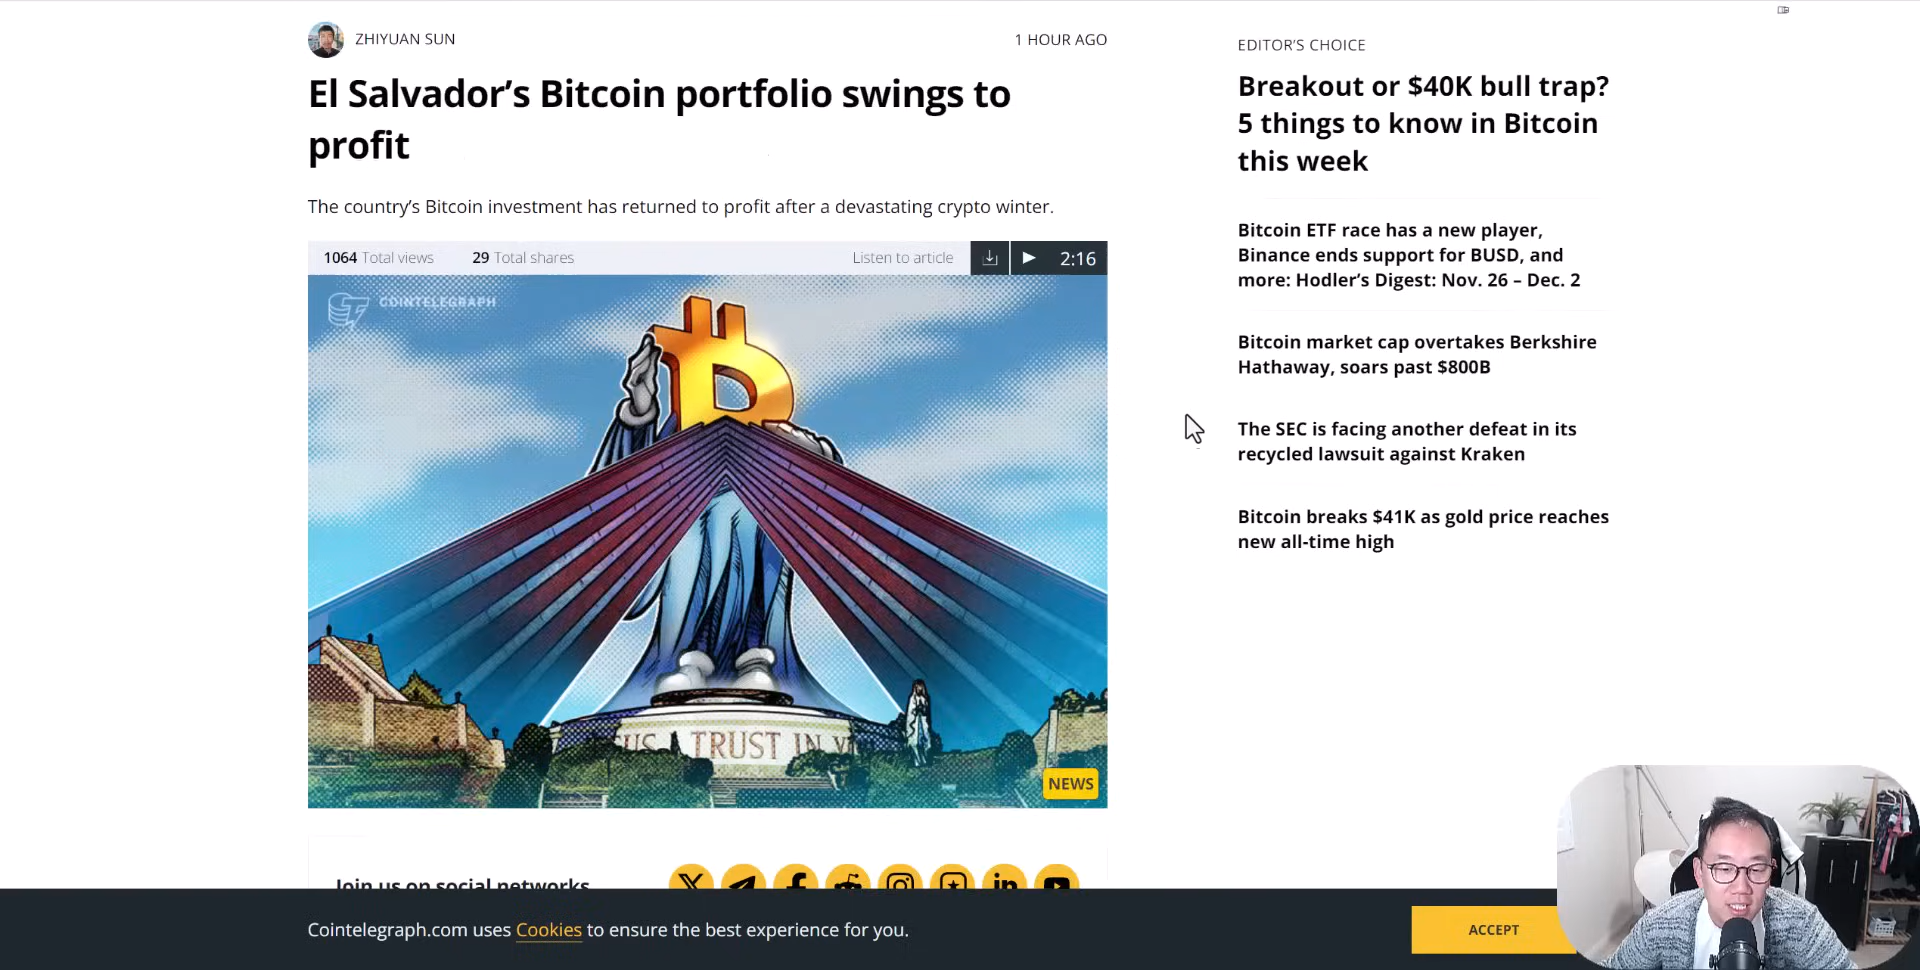 ZHIYUAN SUN
1 HOUR AGO
El Salvador’s Bitcoin portfolio swings to
profit
The country’s Bitcoin investment has returned to profit after a devastating crypto winter.
1064 Total views
29 Total shares
Listen to article
2:16
COINTELEGRAPH
TRUST IN
NEWS
Join us on social networks
EDITOR’S CHOICE
Breakout or $40K bull trap?
5 things to know in Bitcoin
this week
Bitcoin ETF race has a new player,
Binance ends support for BUSD, and
more: Hodler’s Digest: Nov. 26 – Dec. 2
Bitcoin market cap overtakes Berkshire
Hathaway, soars past $800B
The SEC is facing another defeat in its
recycled lawsuit against Kraken
Bitcoin breaks $41K as gold price reaches
new all-time high
Cointelegraph.com uses Cookies to ensure the best experience for you.
ACCEPT